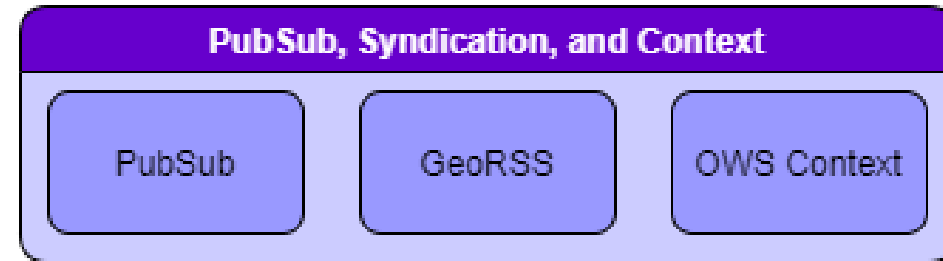 PubSub, Syndication, and Context
PubSub
GeoRSS
OWS Context